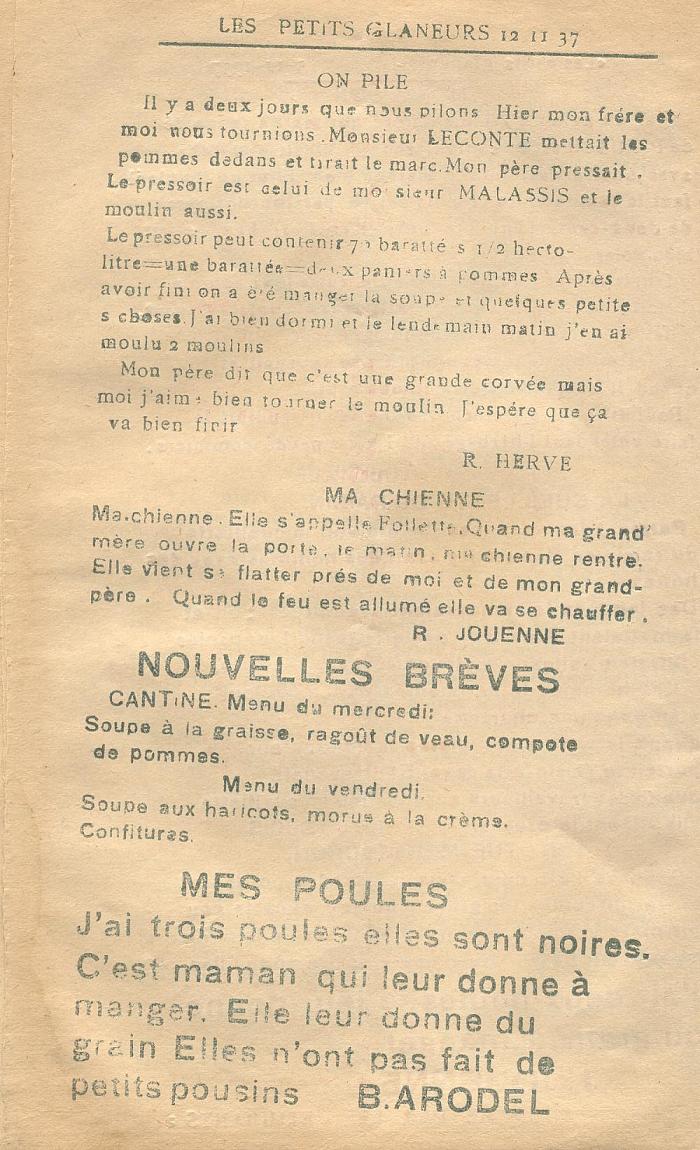 LES PETITS GLANEURS 12 11 37
ON PILE
Il y a deux jours que nous pilons Hier mon frére et
moi nous tournions .Monsieur LECONTE mettait les
pommes dedans et tirait le marc.Mon père pressait .
Le pressoir est celui de mo sieur MALASSIS et le
moulin aussi.
Le pressoir peut contenir baratté s 1/2 hecto-
litre=une barattée=deux paniers à pommes Après
avoir fini on a été manger la soupe et quelques petite
s choses.J'ai bien dormi et le lendemain matin j'en ai
moulu 2 moulins
Mon père dit que c'est une grande corvée mais
moi j'aime bien tourner le moulin J'espére que ça
va bien finir
R. HERVE
MA CHIENNE
Ma.chienne . Elle s'appelle Follette.Quand ma grand'
mère ouvre la porte, le matin, ma chienne rentre.
Elle vient se flatter prés de moi et de mon grand-
père . Quand le feu est allumé elle va se chauffer .
R . JOUENNE
NOUVELLES BRÈVES
CANTINE. Menu du mercredi:
Soupe à la graisse, ragoût de veau, compote
de pommes.
Menu du vendredi.
Soupe aux haricots, morue à la crème.
Confitures.
MES POULES
J'ai trois poules elles sont noires.
C'est maman qui leur donne à
manger. Elle leur donne du
grain Elles n'ont pas fait de
petits pousins B.ARODEL